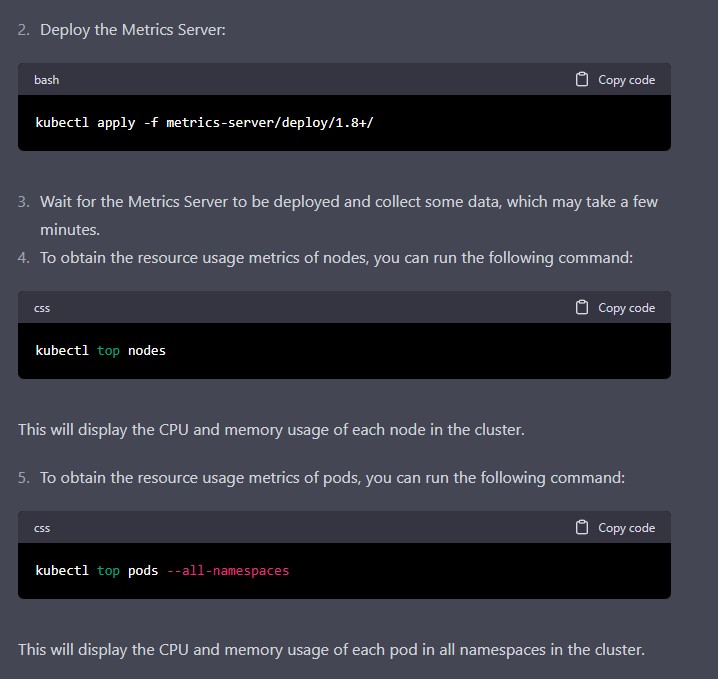 2. Deploy the Metrics Server:
bash
Copy code
kubectl apply -f metrics-server/deploy/1.8+/
3. Wait for the Metrics Server to be deployed and collect some data, which may take a few
minutes.
4. To obtain the resource usage metrics of nodes, you can run the following command:
css
Copy code
kubectl top nodes
This will display the CPU and memory usage of each node in the cluster.
5. To obtain the resource usage metrics of pods, you can run the following command:
css
Copy code
kubectl top pods --all-namespaces
This will display the CPU and memory usage of each pod in all namespaces in the cluster.